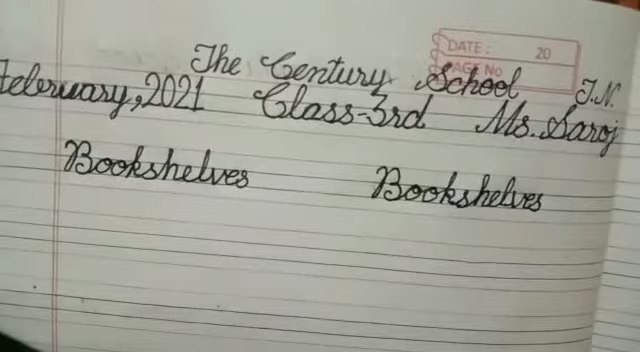 DATE: 20
PAGE No
The Century School J.N.
February, 2021 Class-3rd Ms. Saroj
Bookshelves Bookshelves